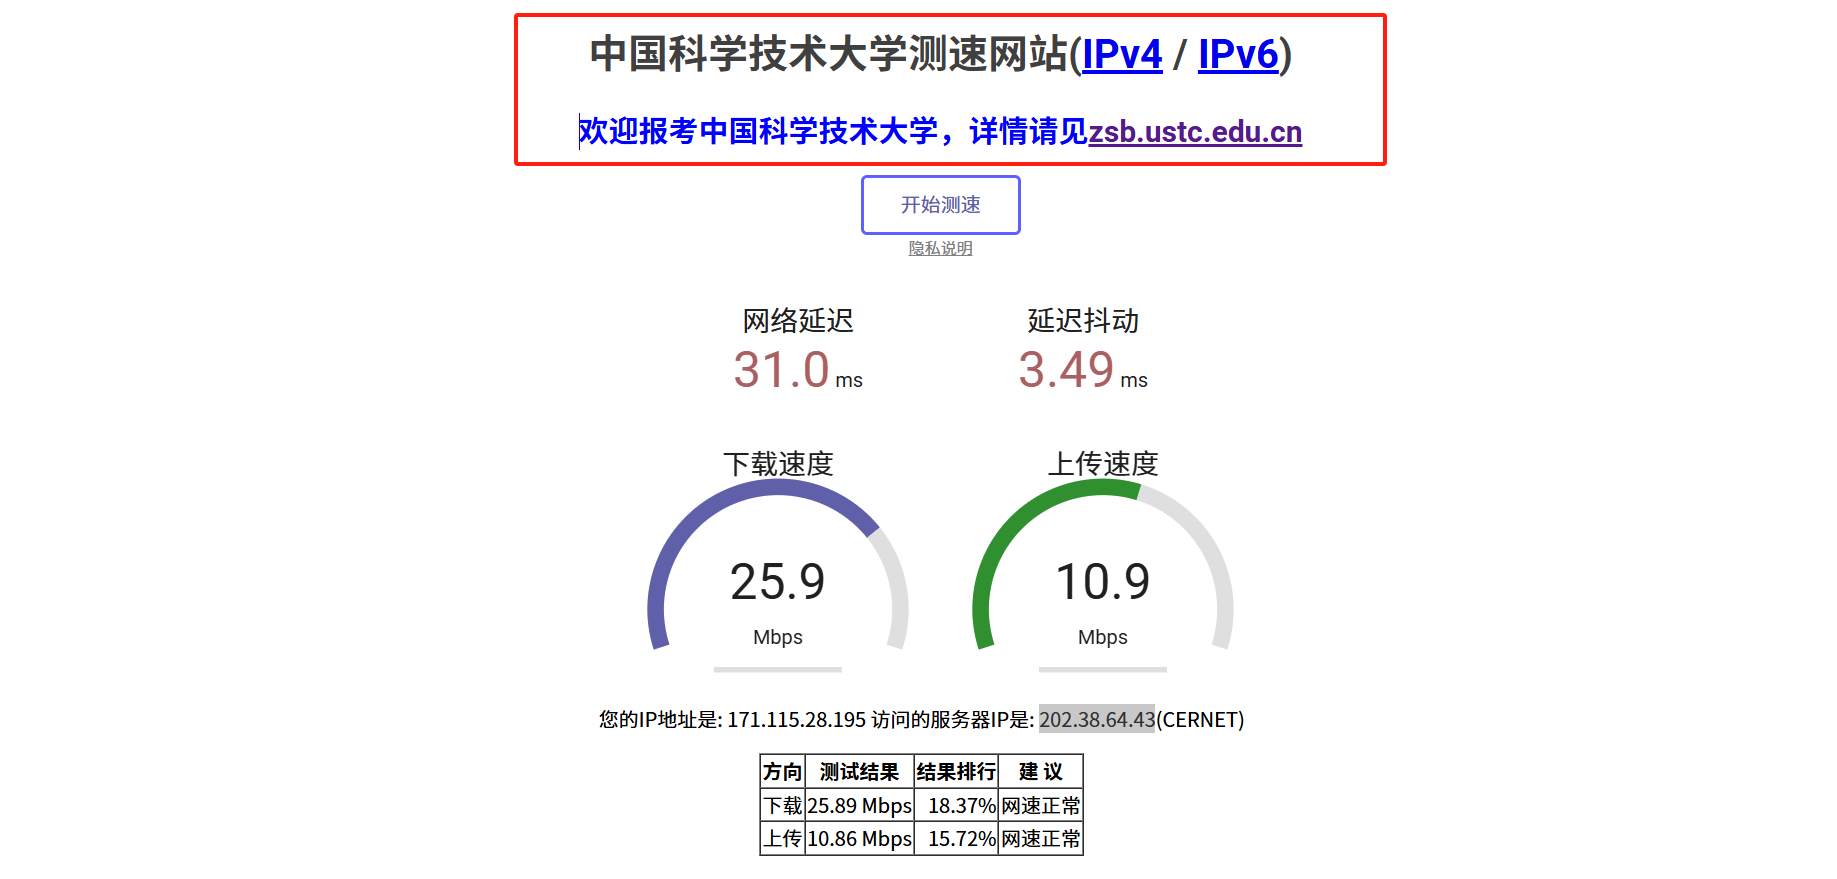 中国科学技术大学测速网站(IPv4 / IPv6)
欢迎报考中国科学技术大学，详情请见zsb.ustc.edu.cn
开始测速
隐私说明
网络延迟 延迟抖动
31.0 ms 3.49 ms
下载速度 上传速度
25.9 10.9
Mbps Mbps
您的IP地址是: 171.115.28.195 访问的服务器IP是: 202.38.64.43(CERNET)
方向 测试结果 结果排行 建 议
下载 25.89 Mbps 18.37% 网速正常
上传 10.86 Mbps 15.72% 网速正常